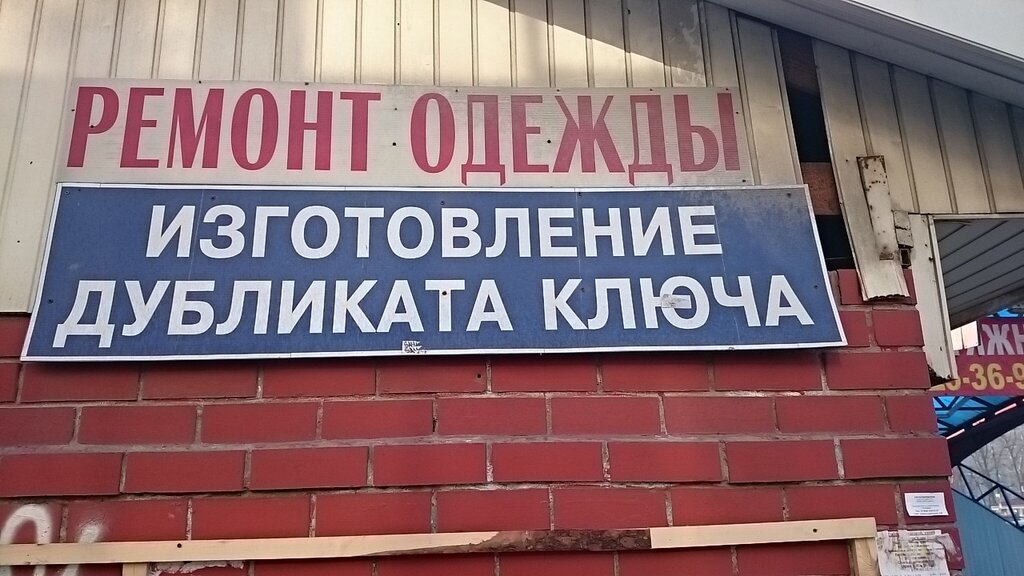 РЕМОНТ ОДЕЖДЫ
ИЗГОТОВЛЕНИЕ
ДУБЛИКАТА КЛЮЧА